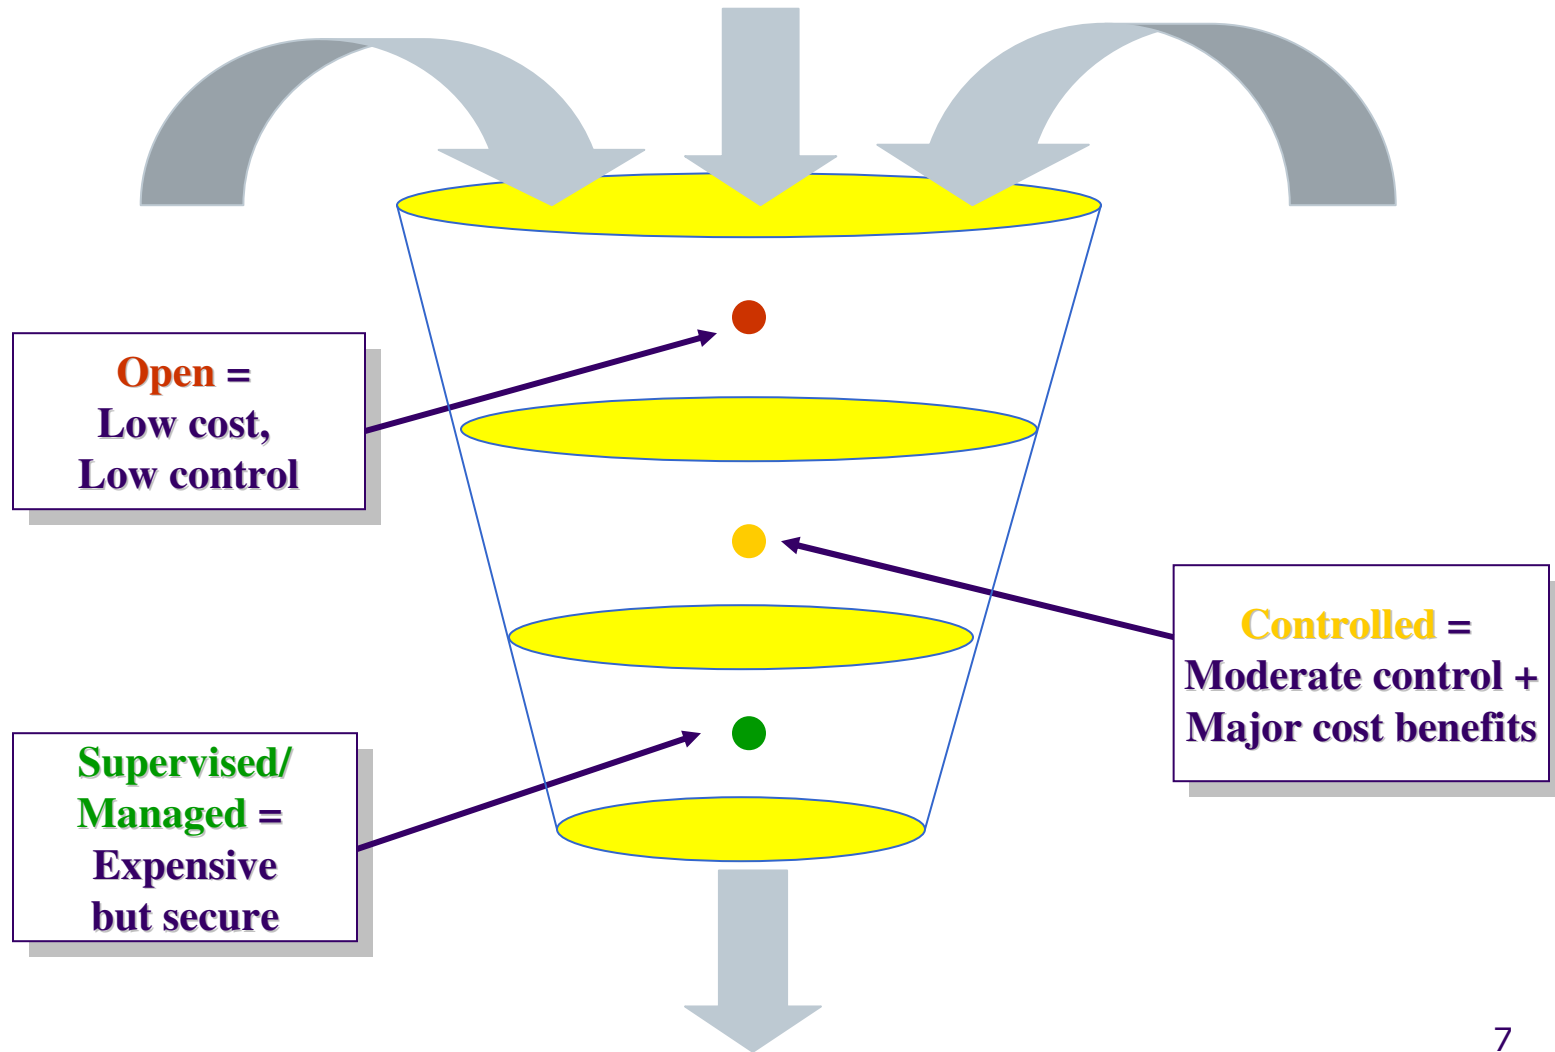 Open =
Low cost,
Low control
Controlled =
Moderate control +
Major cost benefits
Supervised/
Managed =
Expensive
but secure
7